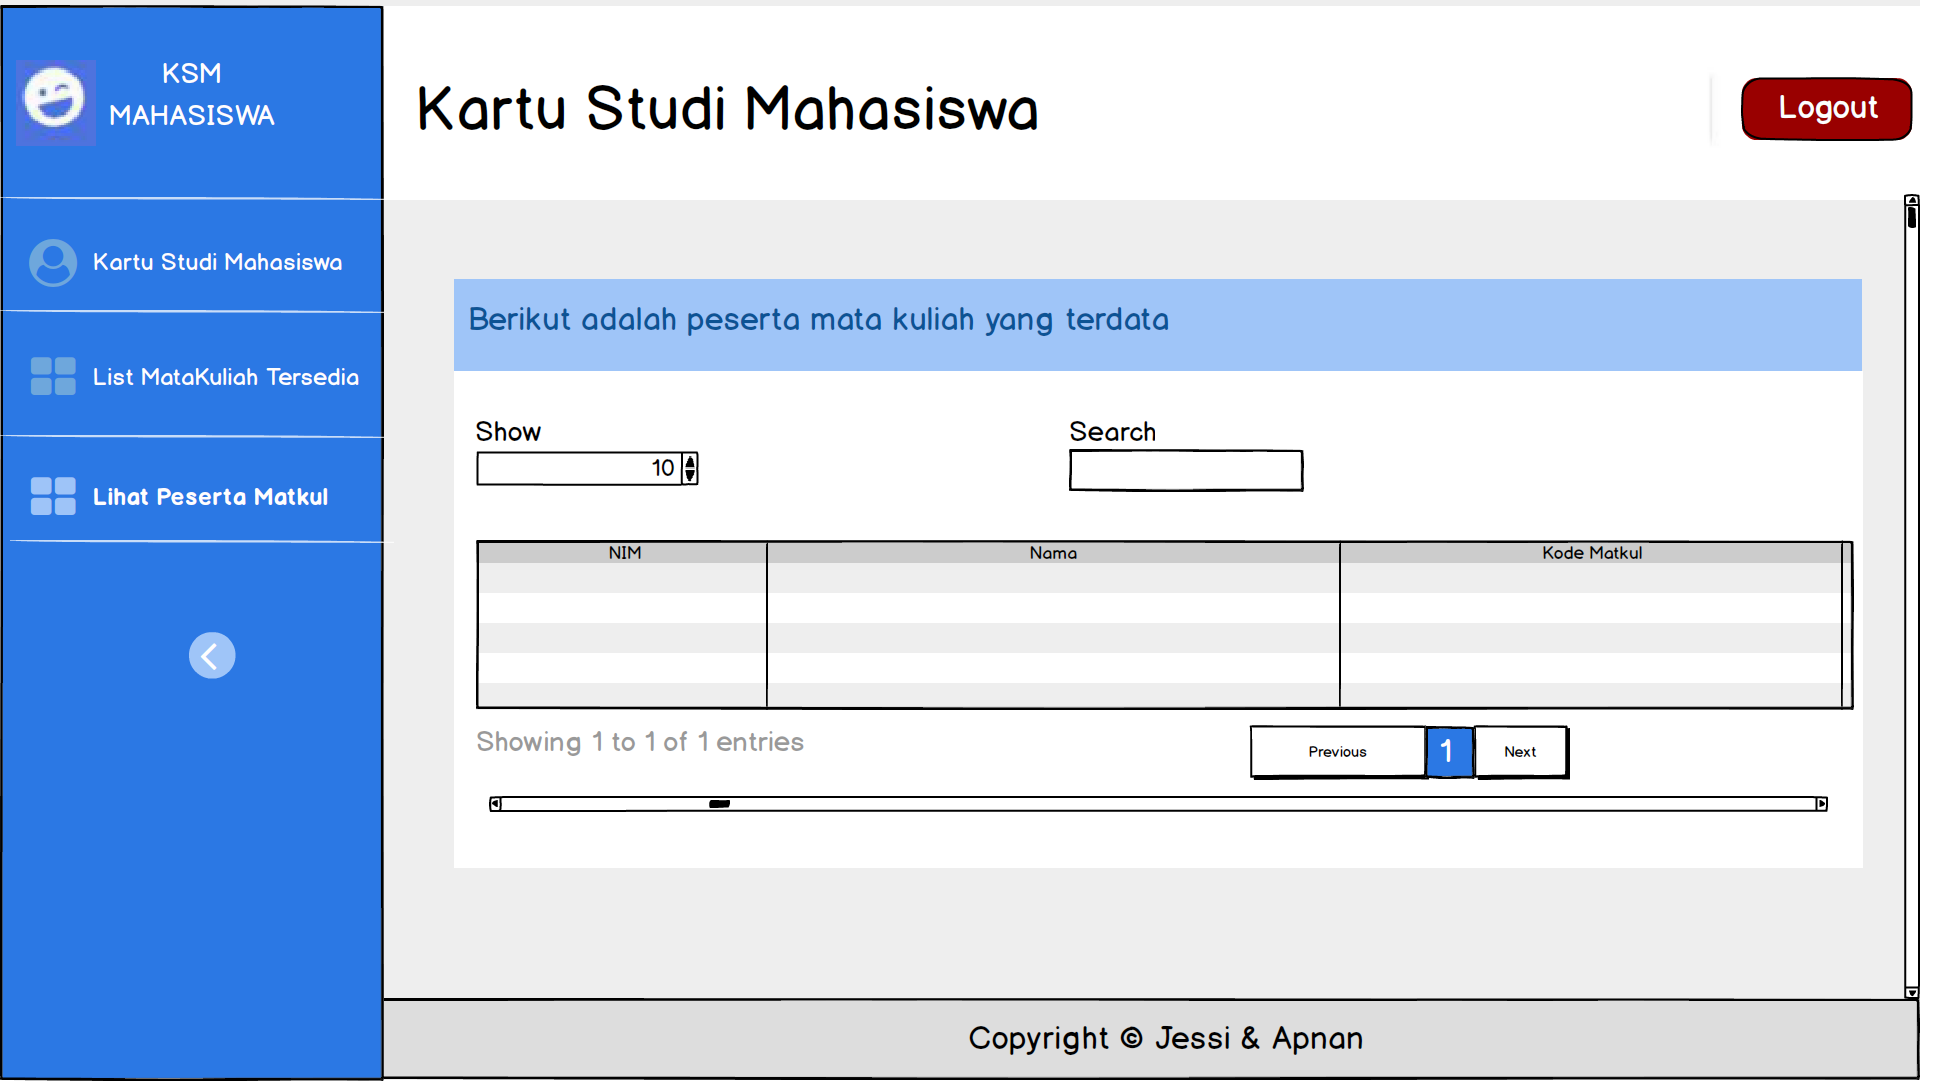 KSM
MAHASISWA
Kartu Studi Mahasiswa
Logout
Kartu Studi Mahasiswa
List MataKuliah Tersedia
Lihat Peserta Matkul
Berikut adalah peserta mata kuliah yang terdata
Show
Search
10
NIM Nama Kode Matkul
Showing 1 to 1 of 1 entries
Previous 1 Next
Copyright © Jessi & Apnan